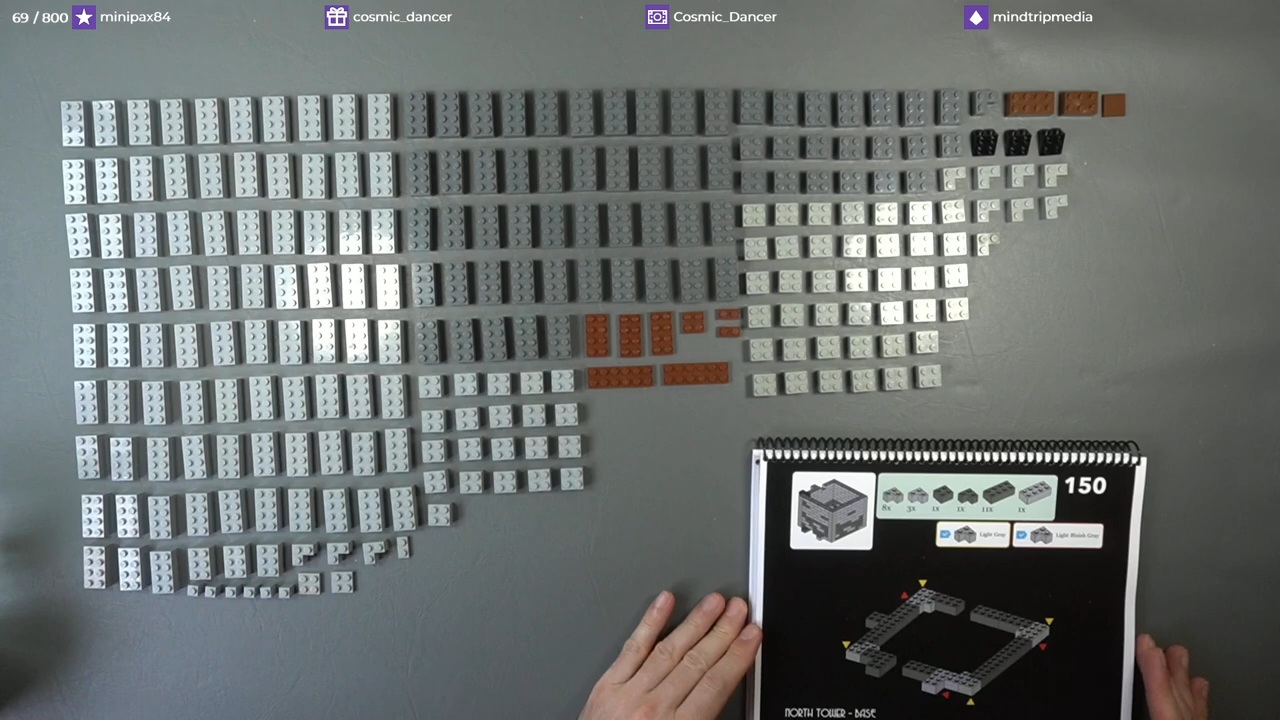 69 / 800 minipax84 cosmic_dancer Cosmic_Dancer mindtripmedia
150
8x 3x 1x 1x 11x 1x
Light Gray Light Bluish Gray
NORTH TOWER - BASE